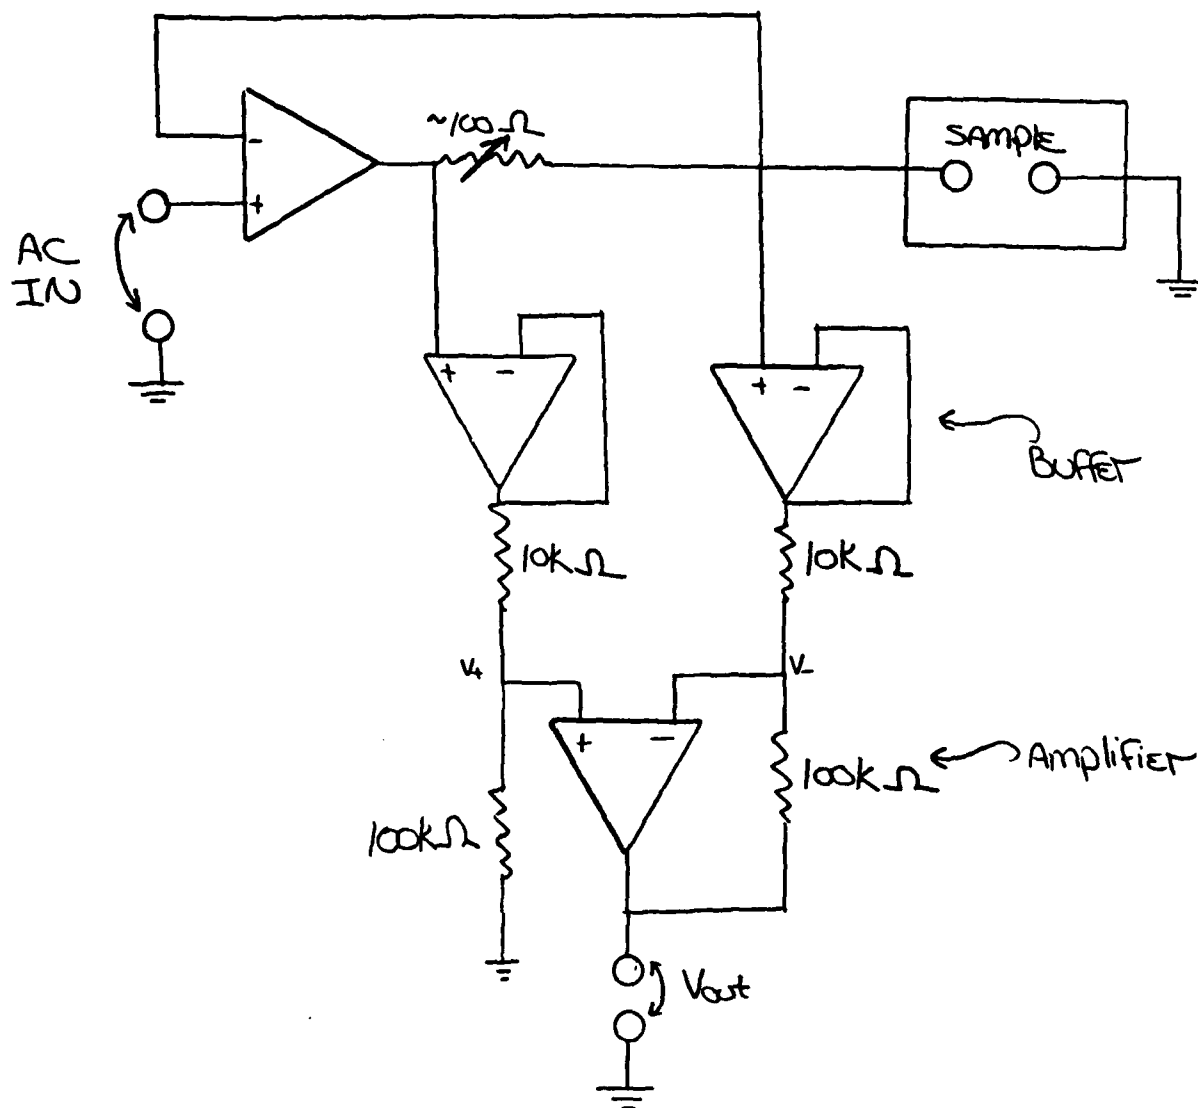 ~100Ω
SAMPLE
-
+
AC
IN
+ -
+ -
Buffer
10kΩ
10kΩ
V+
V-
+ -
100kΩ
Amplifier
100kΩ
Vout